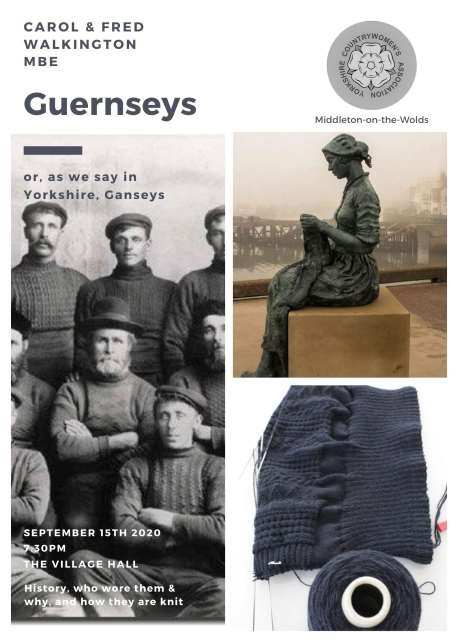 CAROL & FRED
WALKINGTON
MBE
Guernseys
YORKSHIRE COUNTRYWOMEN'S ASSOCIATION
Middleton-on-the-Wolds
or, as we say in
Yorkshire, Ganseys
SEPTEMBER 15TH 2020
7:30PM
THE VILLAGE HALL
History, who wore them &
why, and how they are knit